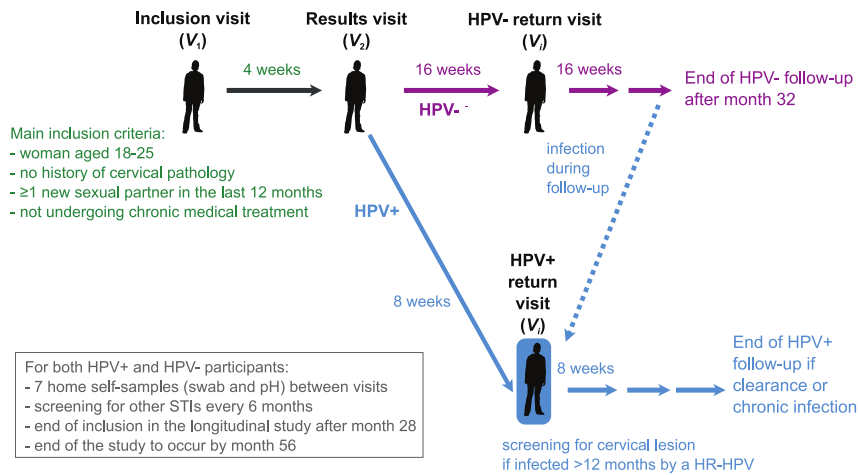 Inclusion visit
(V1)
Results visit
(V2)
HPV- return visit
(Vi)
4 weeks
16 weeks
HPV- -
16 weeks
End of HPV- follow-up
after month 32
Main inclusion criteria:
- woman aged 18-25
- no history of cervical pathology
- ≥1 new sexual partner in the last 12 months
- not undergoing chronic medical treatment
infection
during
follow-up
HPV+
8 weeks
HPV+
return
visit
(Vi)
8 weeks
End of HPV+
follow-up if
clearance or
chronic infection
For both HPV+ and HPV- participants:
- 7 home self-samples (swab and pH) between visits
- screening for other STIs every 6 months
- end of inclusion in the longitudinal study after month 28
- end of the study to occur by month 56
screening for cervical lesion
if infected >12 months by a HR-HPV